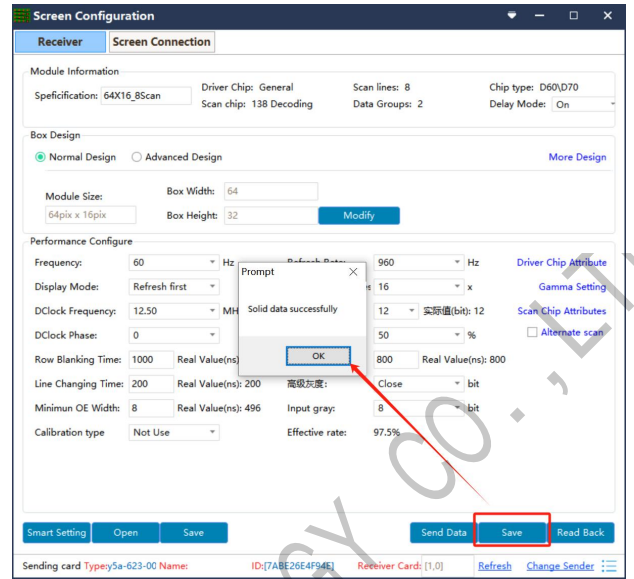 Screen Configuration
Receiver Screen Connection
Module Information
Speficification: 64X16_8Scan Driver Chip: General Scan lines: 8 Chip type: D60\D70
Scan chip: 138 Decoding Data Groups: 2 Delay Mode: On
Box Design
Normal Design Advanced Design More Design
Module Size: Box Width: 64
64pix x 16pix Box Height: 32 Modify
Performance Configure
Frequency: 60 Hz Refresh Rate: 960 Hz Driver Chip Attribute
Prompt
Display Mode: Refresh first 16 x Gamma Setting
DClock Frequency: 12.50 MH Solid data successfully 12 实际值(bit): 12 Scan Chip Attributes
DClock Phase: 0 50 % Alternate scan
OK
Row Blanking Time: 1000 Real Value(ns) 800 Real Value(ns): 800
Line Changing Time: 200 Real Value(ns): 200 高级灰度: Close bit
Minimun OE Width: 8 Real Value(ns): 496 Input gray: 8 bit
Calibration type Not Use Effective rate: 97.5%
Smart Setting Open Save Send Data Save Read Back
Sending card Type:y5a-623-00 Name: ID:[7ABE26E4F94E] Receiver Card: [1,0] Refresh Change Sender